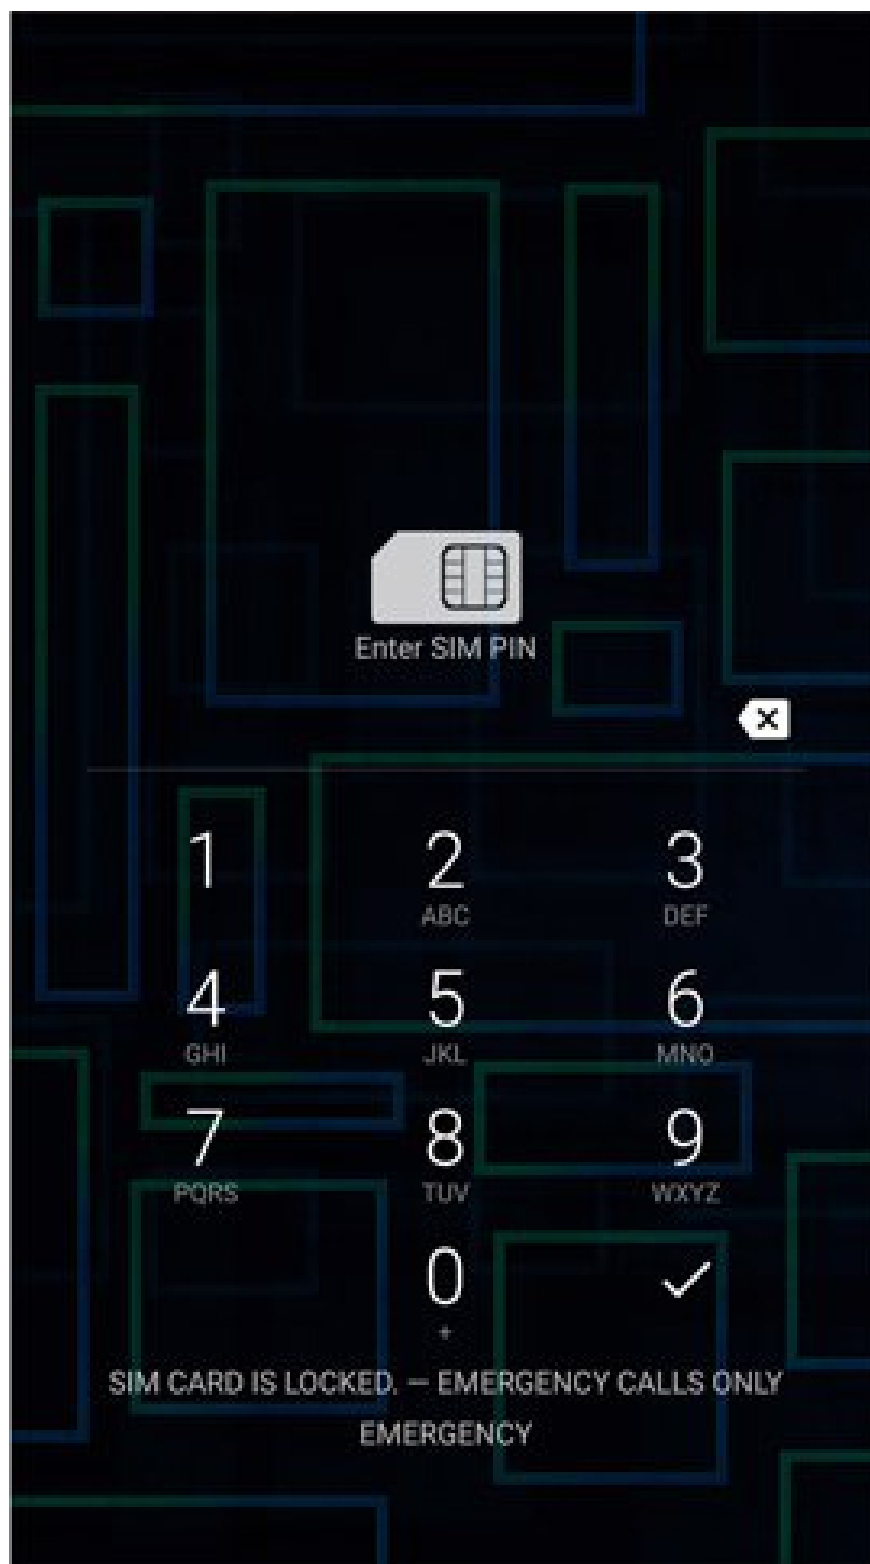 Enter SIM PIN
1 2 3
ABC DEF
4 5 6
GHI JKL MNO
7 8 9
PQRS TUV WXYZ
0
+
SIM CARD IS LOCKED. — EMERGENCY CALLS ONLY
EMERGENCY